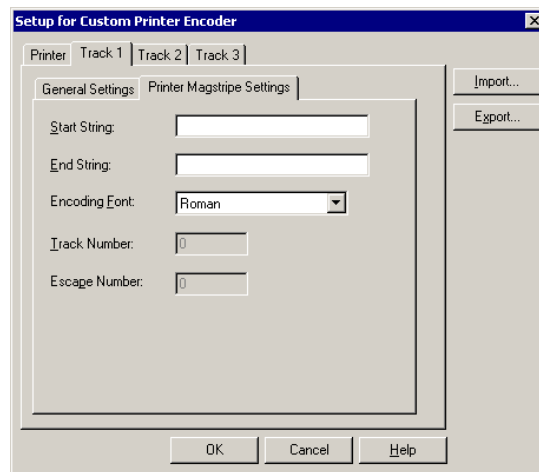 Setup for Custom Printer Encoder
Printer Track 1 Track 2 Track 3
General Settings Printer Magstripe Settings
Import...
Start String:
Export...
End String:
Encoding Font: Roman
Track Number: 0
Escape Number: 0
OK Cancel Help